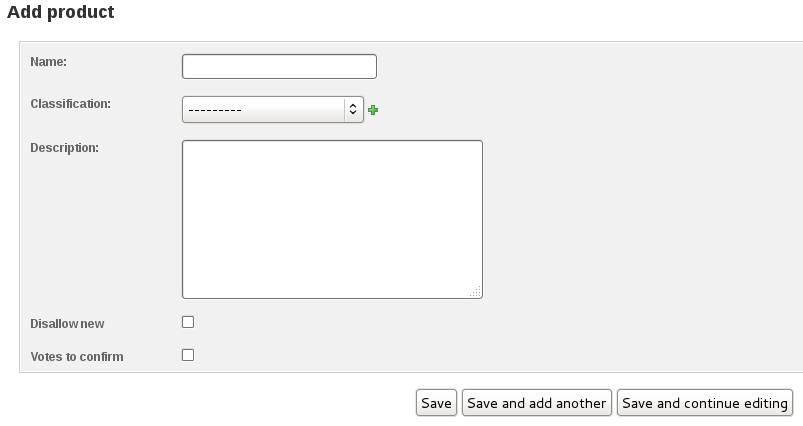 Add product
Name:
Classification:
---------
Description:
Disallow new
Votes to confirm
Save Save and add another Save and continue editing